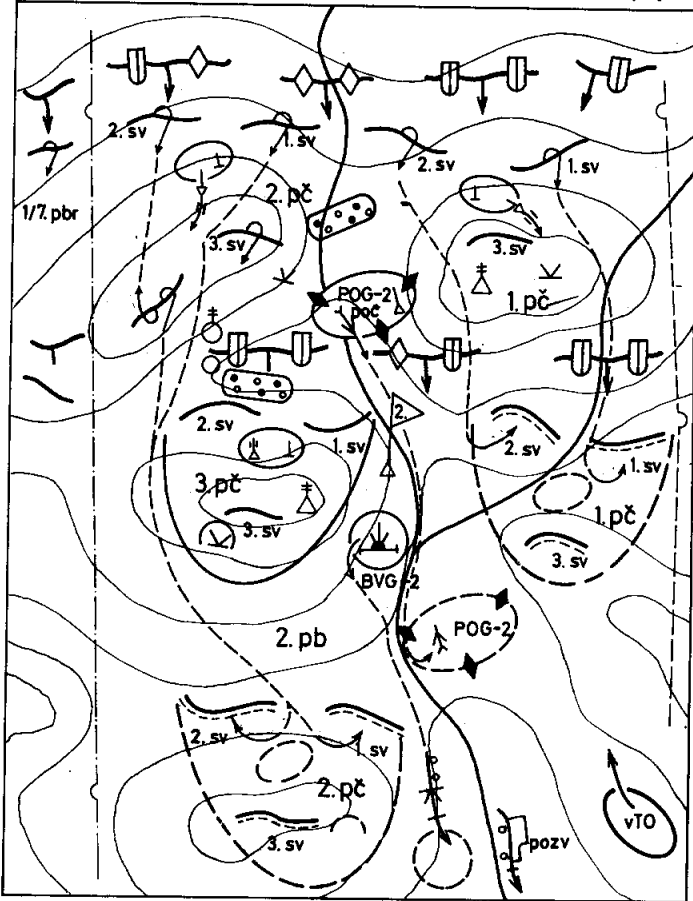 2. sv
1. sv
2. sv
1. sv
1/7. pbr
2. pč
3. sv
3. sv
1. pč
POG-2
poč
2.
2. sv
1. sv
2. sv
1. sv
3. pč
3. sv
1. pč
3. sv
BVG-2
2. pb
POG-2
2. sv
1. sv
2. pč
3. sv
vTO
pozv